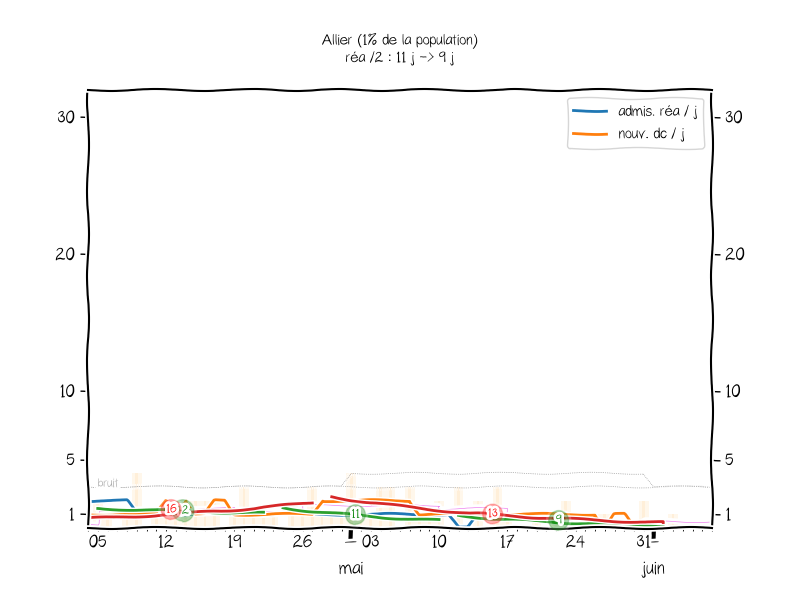 Allier (1% de la population)
réa /2 : 11 j -> 9 j
admis. réa / j
nouv. dc / j
30 30
20 20
10 10
5 5
bruit
16 12 11 13 9
1 1
05 12 19 26 03 10 17 24 31
mai juin